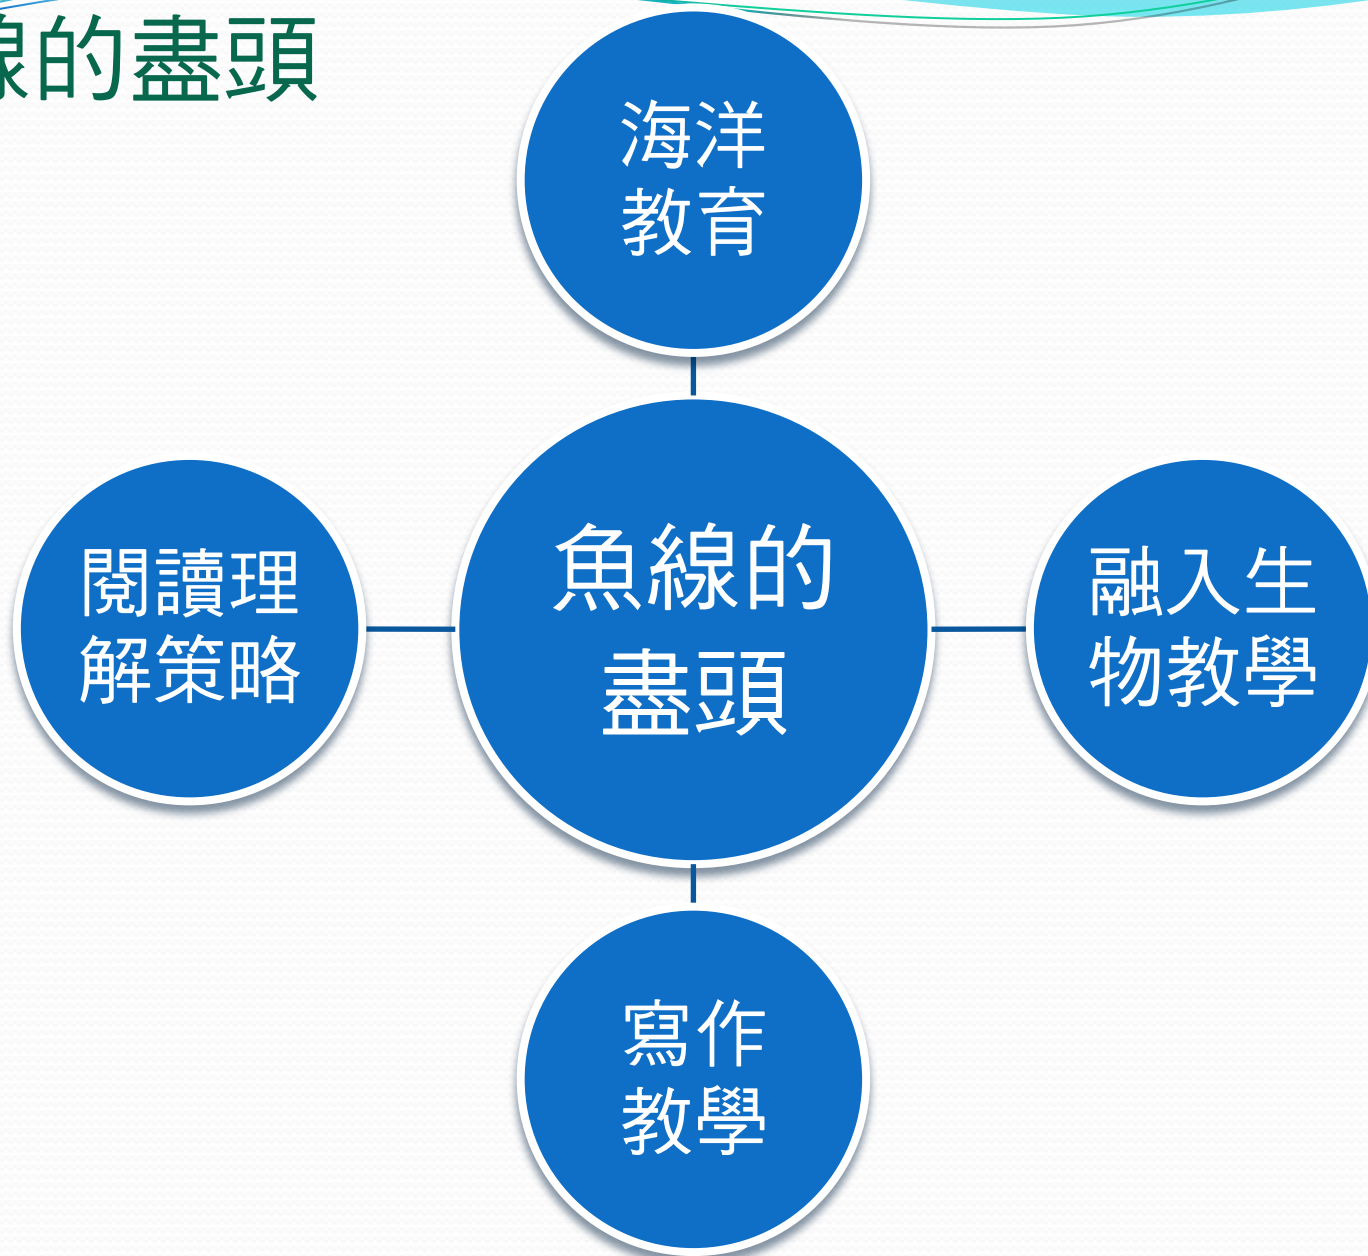 線的盡頭
海洋
教育
閱讀理
解策略
魚線的
盡頭
融入生
物教學
寫作
教學